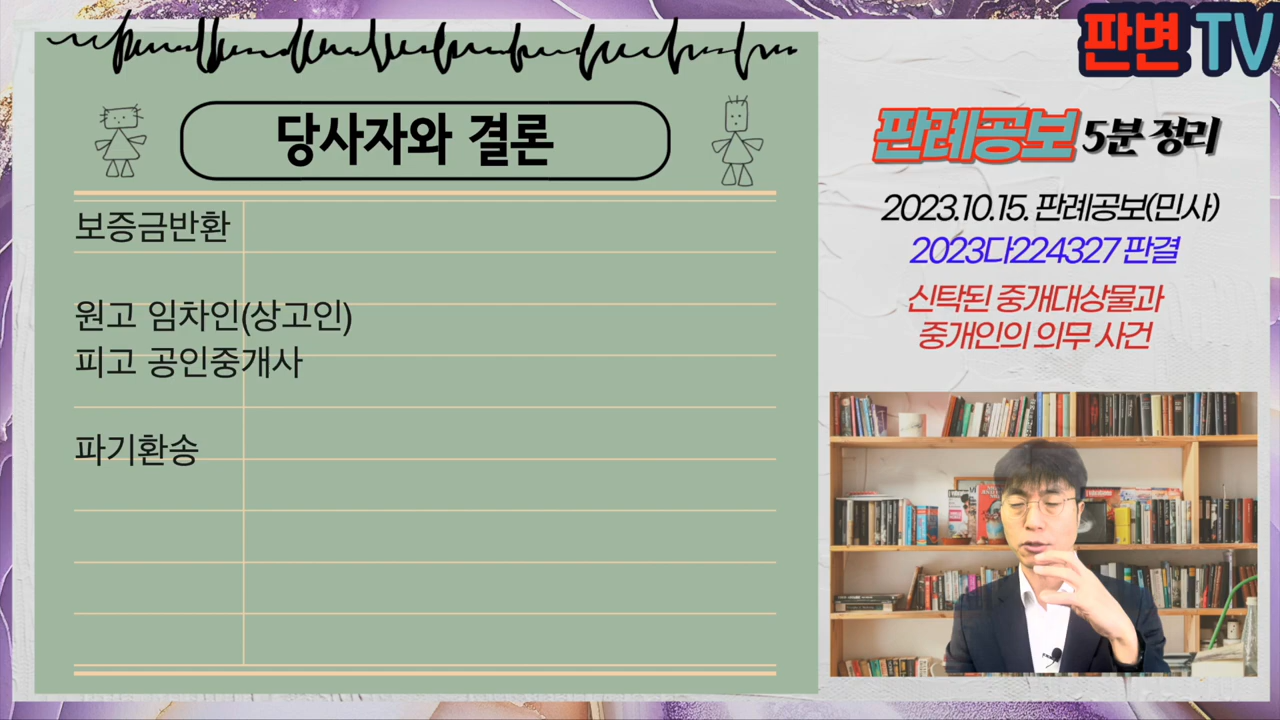 판변 TV
당사자와 결론
보증금반환
원고 임차인(상고인)
피고 공인중개사
파기환송
판례공보 5분 정리
2023.10.15. 판례공보(민사)
2023다224327 판결
신탁된 중개대상물과
중개인의 의무 사건